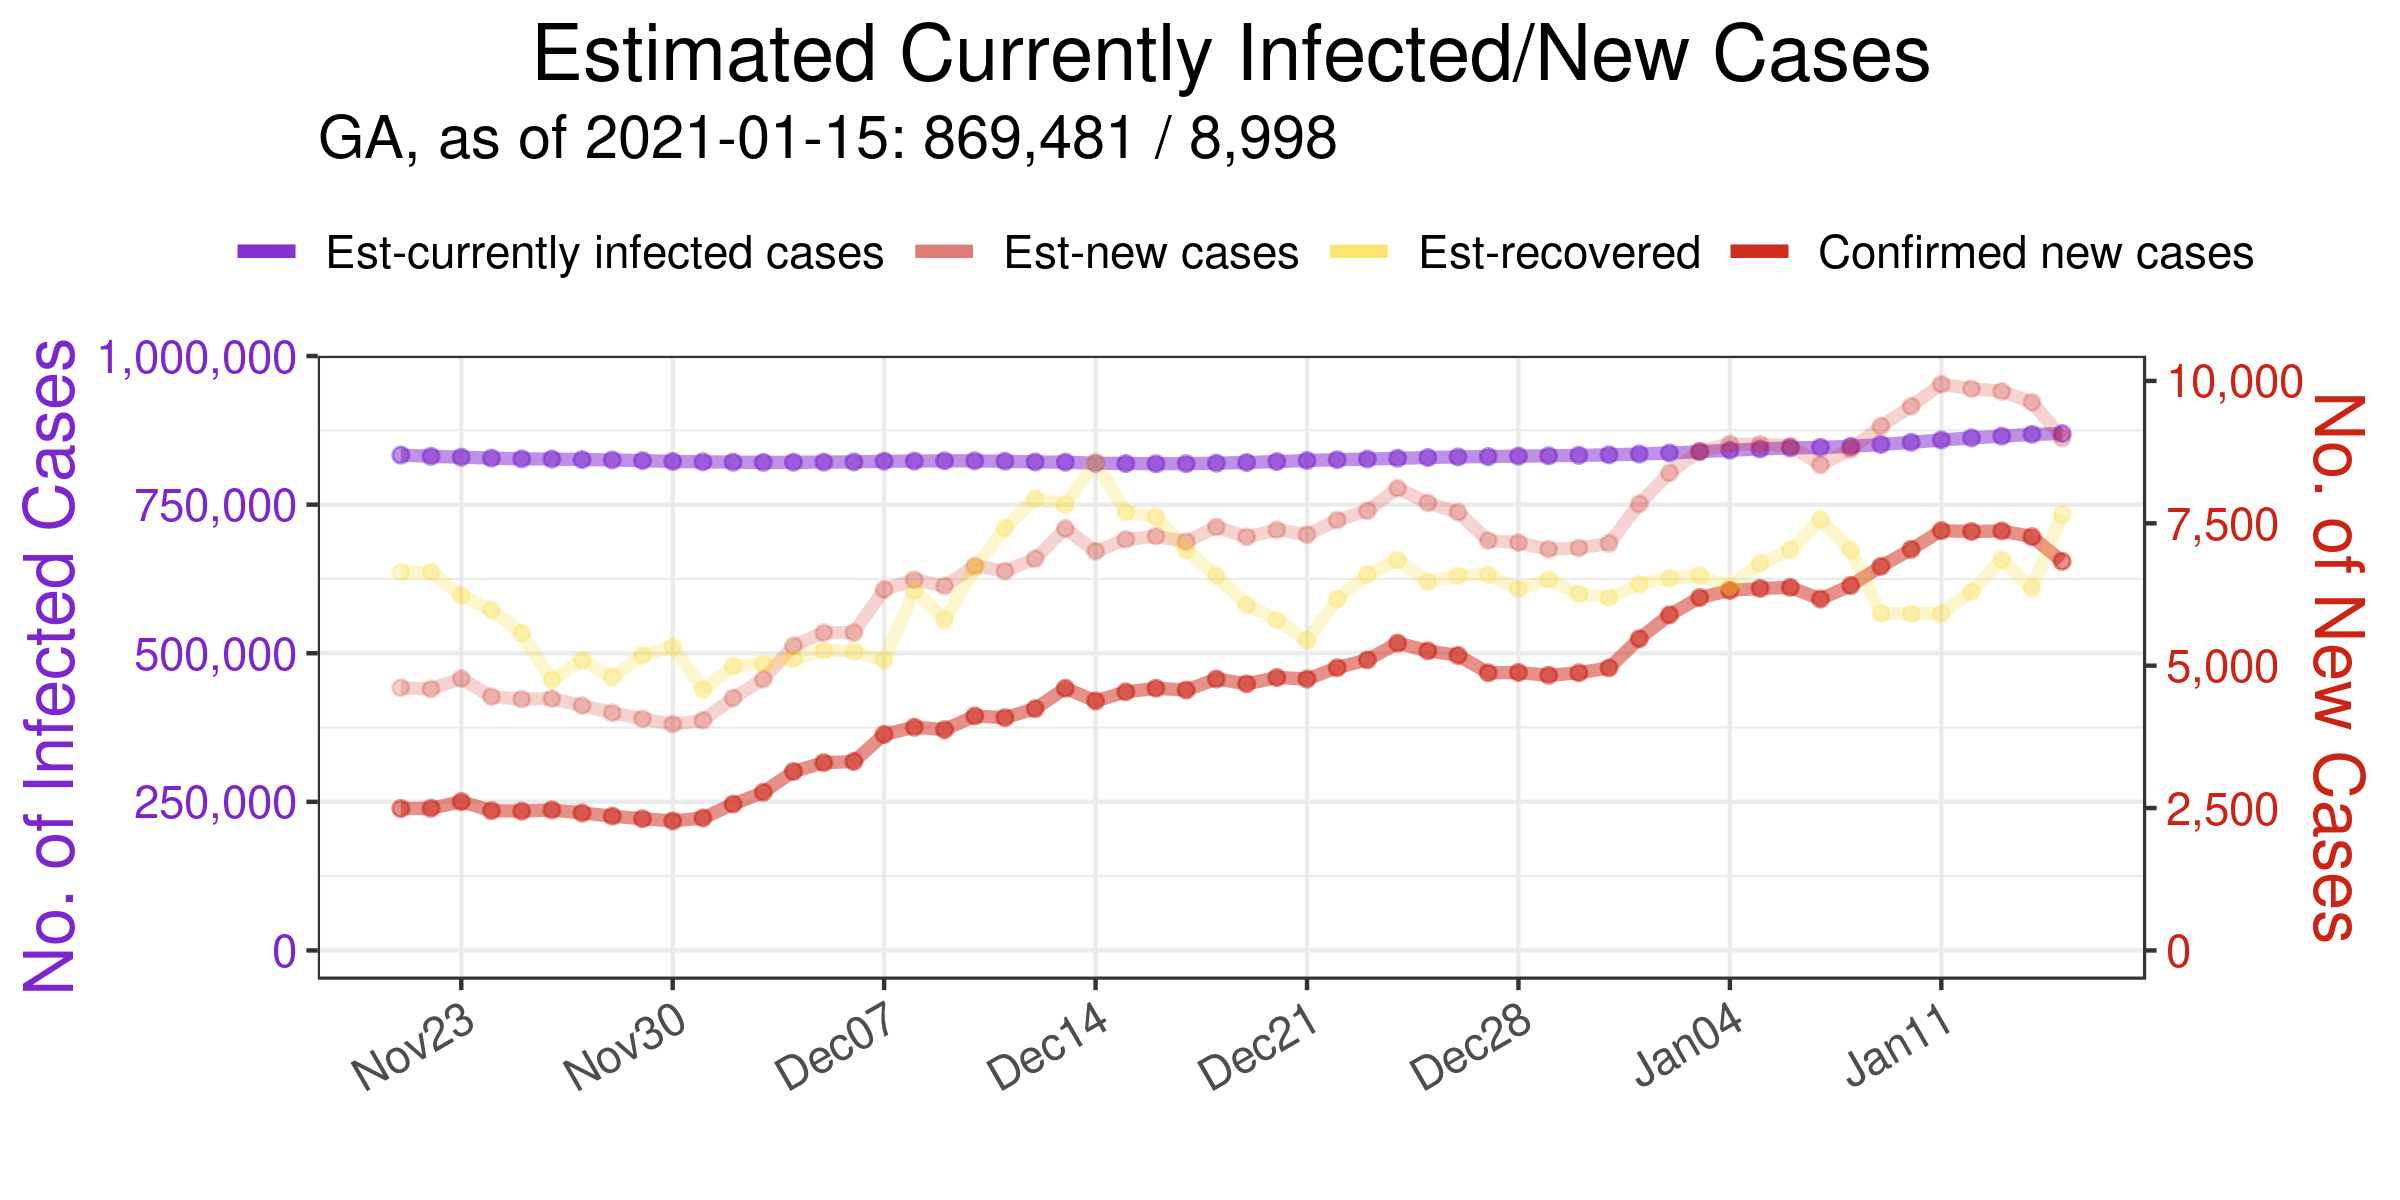 Estimated Currently Infected/New Cases
GA, as of 2021-01-15: 869,481 / 8,998
Est-currently infected cases Est-new cases Est-recovered Confirmed new cases
No. of Infected Cases
1,000,000
750,000
500,000
250,000
0
10,000
7,500
5,000
2,500
0
No. of New Cases
Nov23 Nov30 Dec07 Dec14 Dec21 Dec28 Jan04 Jan11